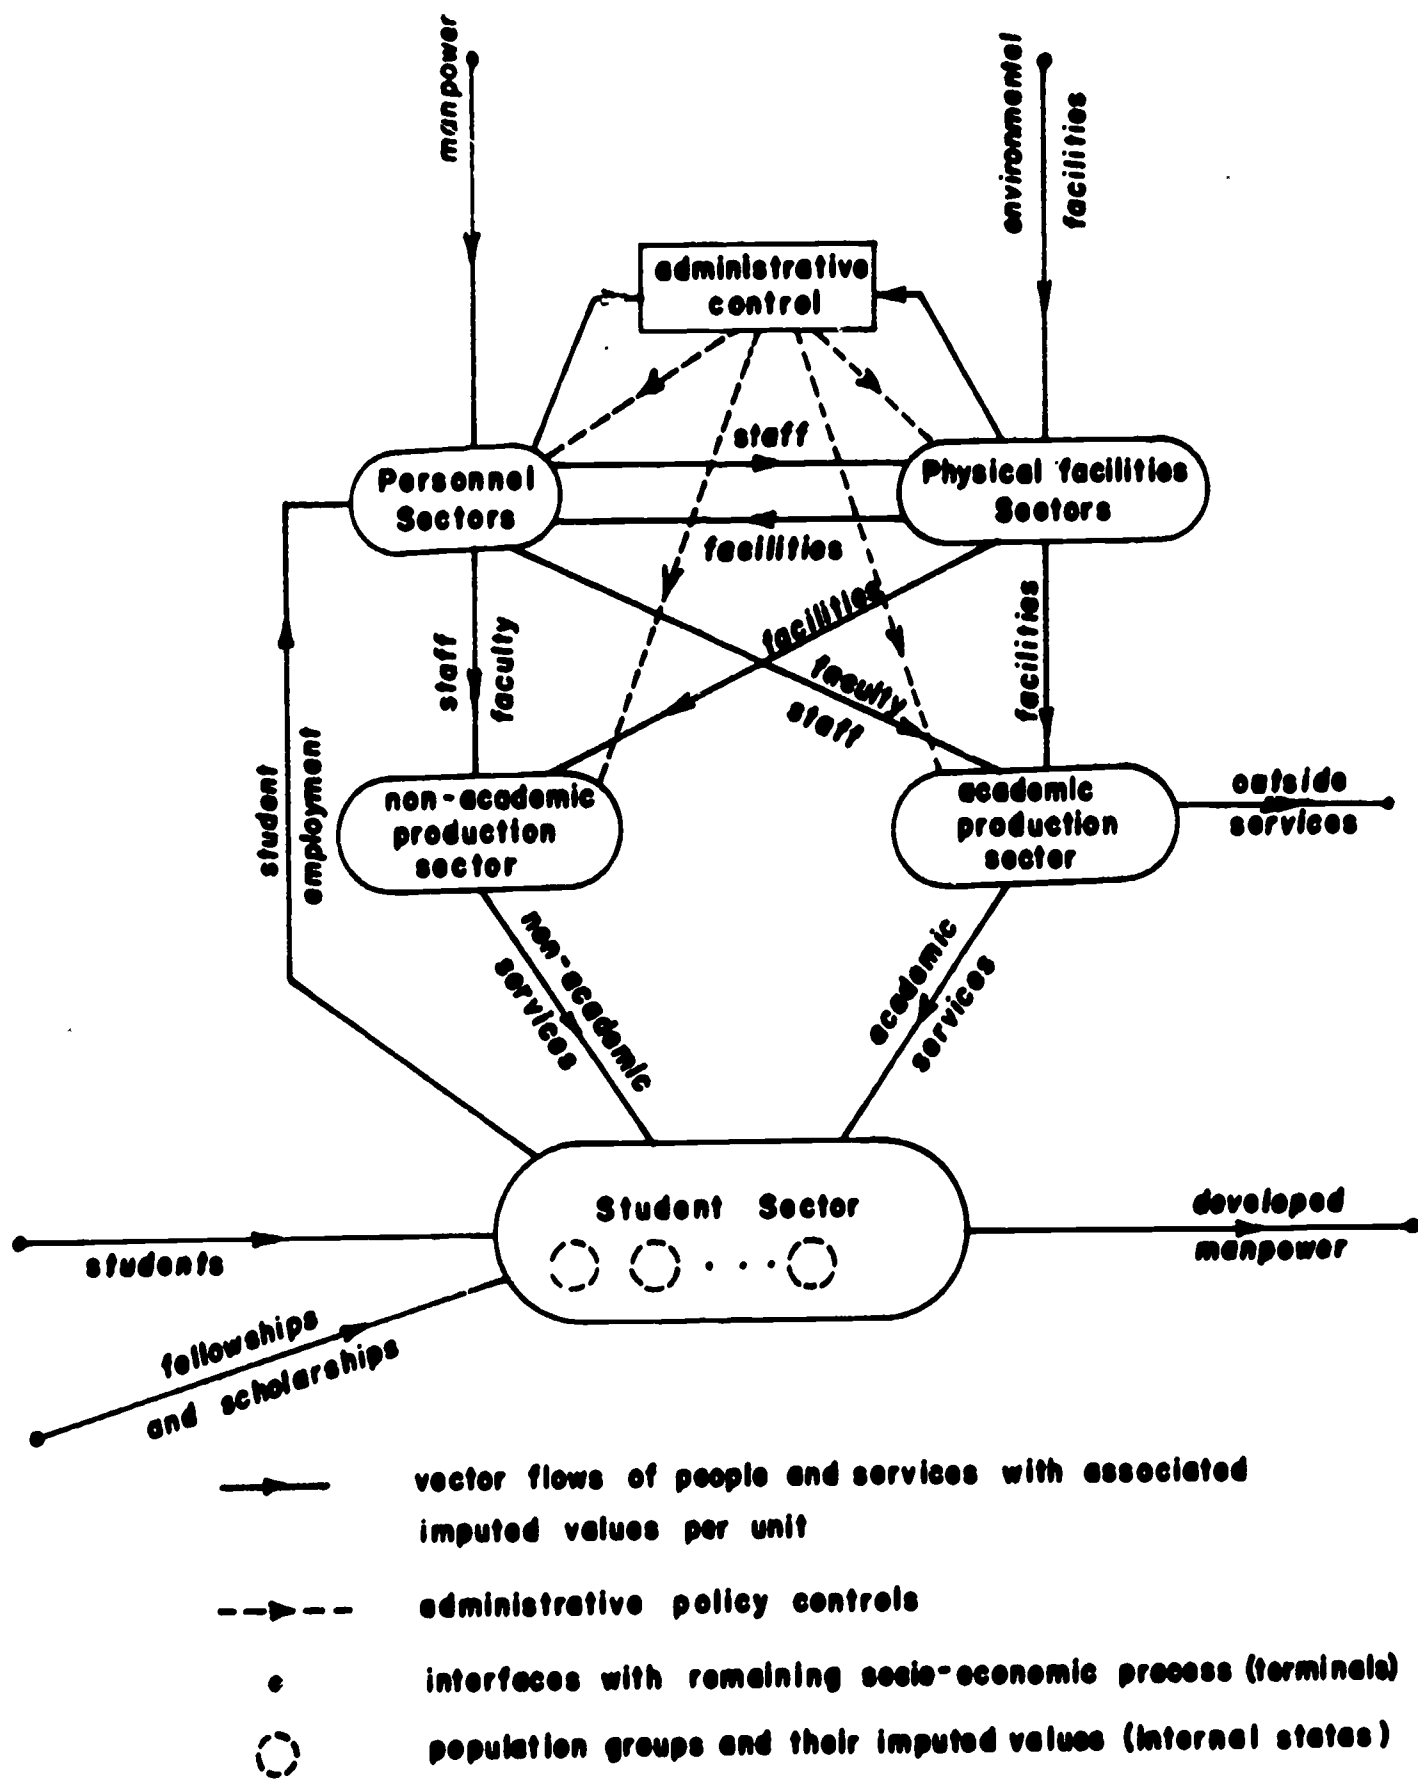 manpower
environmental
facilities
administrative
control
staff
Personnel
Sectors
Physical facilities
Sectors
facilities
staff
faculty
facilities
faculty
staff
facilities
student
employment
non-academic
production
sector
academic
production
sector
outside
services
non-academic
services
academic
services
Student Sector
students
developed
manpower
fellowships
and scholarships
vector flows of people and services with associated
imputed values per unit
administrative policy controls
interfaces with remaining socio-economic process (terminals)
population groups and their imputed values (internal states)